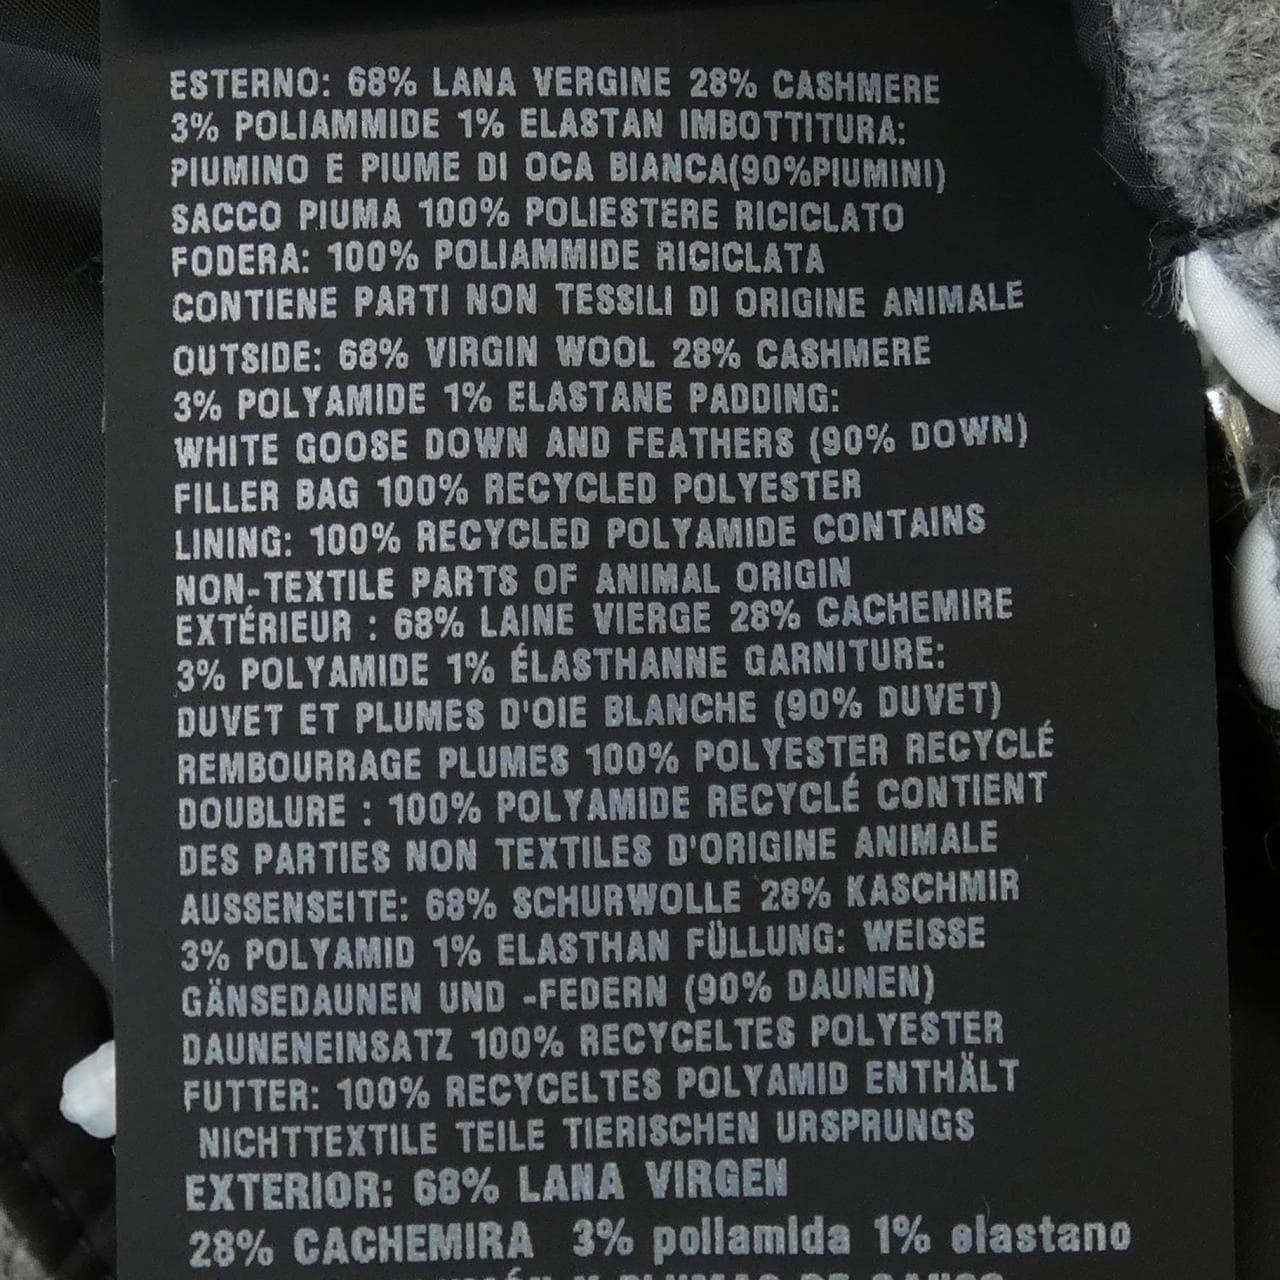 ESTERNO: 68% LANA VERGINE 28% CASHMERE
3% POLIAMMIDE 1% ELASTAN IMBOTTITURA:
PIUMINO E PIUME DI OCA BIANCA(90%PIUMINI)
SACCO PIUMA 100% POLIESTERE RICICLATO
FODERA: 100% POLIAMMIDE RICICLATA
CONTIENE PARTI NON TESSILI DI ORIGINE ANIMALE
OUTSIDE: 68% VIRGIN WOOL 28% CASHMERE
3% POLYAMIDE 1% ELASTANE PADDING:
WHITE GOOSE DOWN AND FEATHERS (90% DOWN)
FILLER BAG 100% RECYCLED POLYESTER
LINING: 100% RECYCLED POLYAMIDE CONTAINS
NON-TEXTILE PARTS OF ANIMAL ORIGIN
EXTÉRIEUR : 68% LAINE VIERGE 28% CACHEMIRE
3% POLYAMIDE 1% ÉLASTHANNE GARNITURE:
DUVET ET PLUMES D'OIE BLANCHE (90% DUVET)
REMBOURRAGE PLUMES 100% POLYESTER RECYCLÉ
DOUBLURE : 100% POLYAMIDE RECYCLÉ CONTIENT
DES PARTIES NON TEXTILES D'ORIGINE ANIMALE
AUSSENSEITE: 68% SCHURWOLLE 28% KASCHMIR
3% POLYAMID 1% ELASTHAN FÜLLUNG: WEISSE
GÄNSEDAUNEN UND -FEDERN (90% DAUNEN)
DAUNENEINSATZ 100% RECYCELTES POLYESTER
FUTTER: 100% RECYCELTES POLYAMID ENTHÄLT
NICHTTEXTILE TEILE TIERISCHEN URSPRUNGS
EXTERIOR: 68% LANA VIRGEN
28% CACHEMIRA 3% poliamida 1% elastano